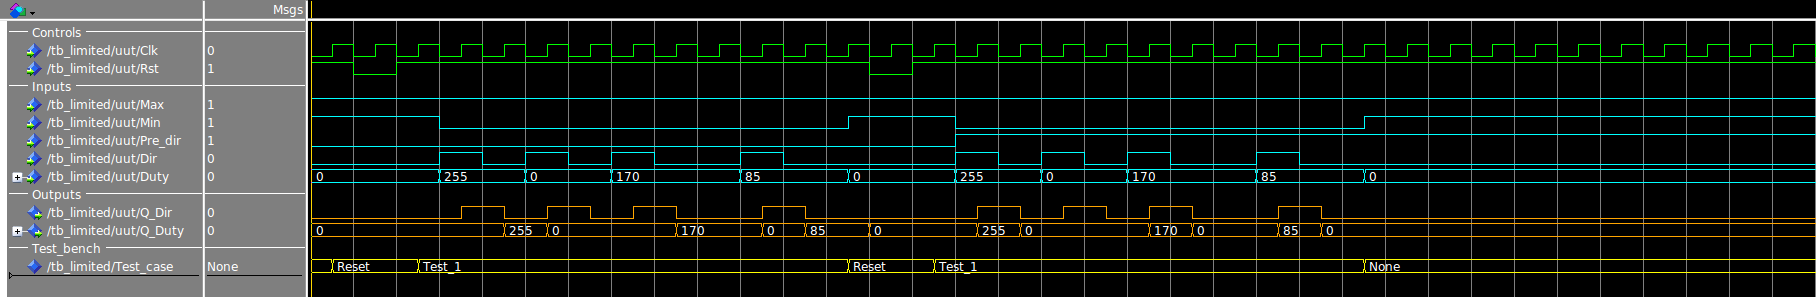 Msgs
Controls
/tb_limited/uut/Clk 0
/tb_limited/uut/Rst 1
Inputs
/tb_limited/uut/Max 1
/tb_limited/uut/Min 1
/tb_limited/uut/Pre_dir 1
/tb_limited/uut/Dir 0
/tb_limited/uut/Duty 0 0 255 0 170 85 0 255 0 170 85 0
Outputs
/tb_limited/uut/Q_Dir 0
/tb_limited/uut/Q_Duty 0 0 255 0 170 0 85 0 255 0 170 0 85 0
Test_bench
/tb_limited/Test_case None Reset Test_1 Reset Test_1 None